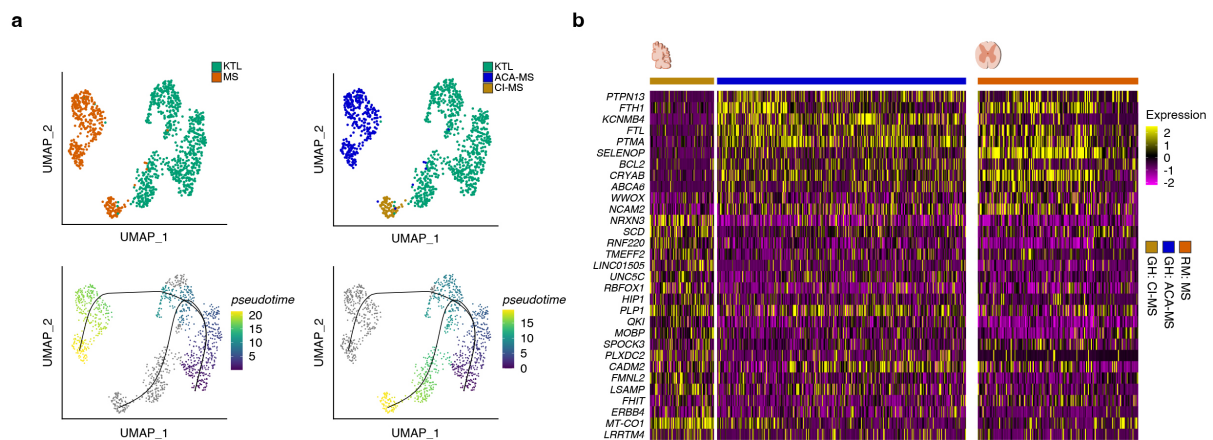 a
KTL
MS
UMAP_2
UMAP_1
KTL
ACA-MS
CI-MS
UMAP_2
UMAP_1
pseudotime
20
15
10
5
UMAP_2
UMAP_1
pseudotime
15
10
5
0
UMAP_2
UMAP_1
b
PTPN13
FTH1
KCNMB4
FTL
PTMA
SELENOP
BCL2
CRYAB
ABCA6
WWOX
NCAM2
NRXN3
SCD
RNF220
TMEFF2
LINC01505
UNC5C
RBFOX1
HIP1
PLP1
QKI
MOBP
SPOCK3
PLXDC2
CADM2
FMNL2
LSAMP
FHIT
ERBB4
MT-CO1
LRRTM4
Expression
2
1
0
-1
-2
RM: MS
GH: ACA-MS
GH: CI-MS